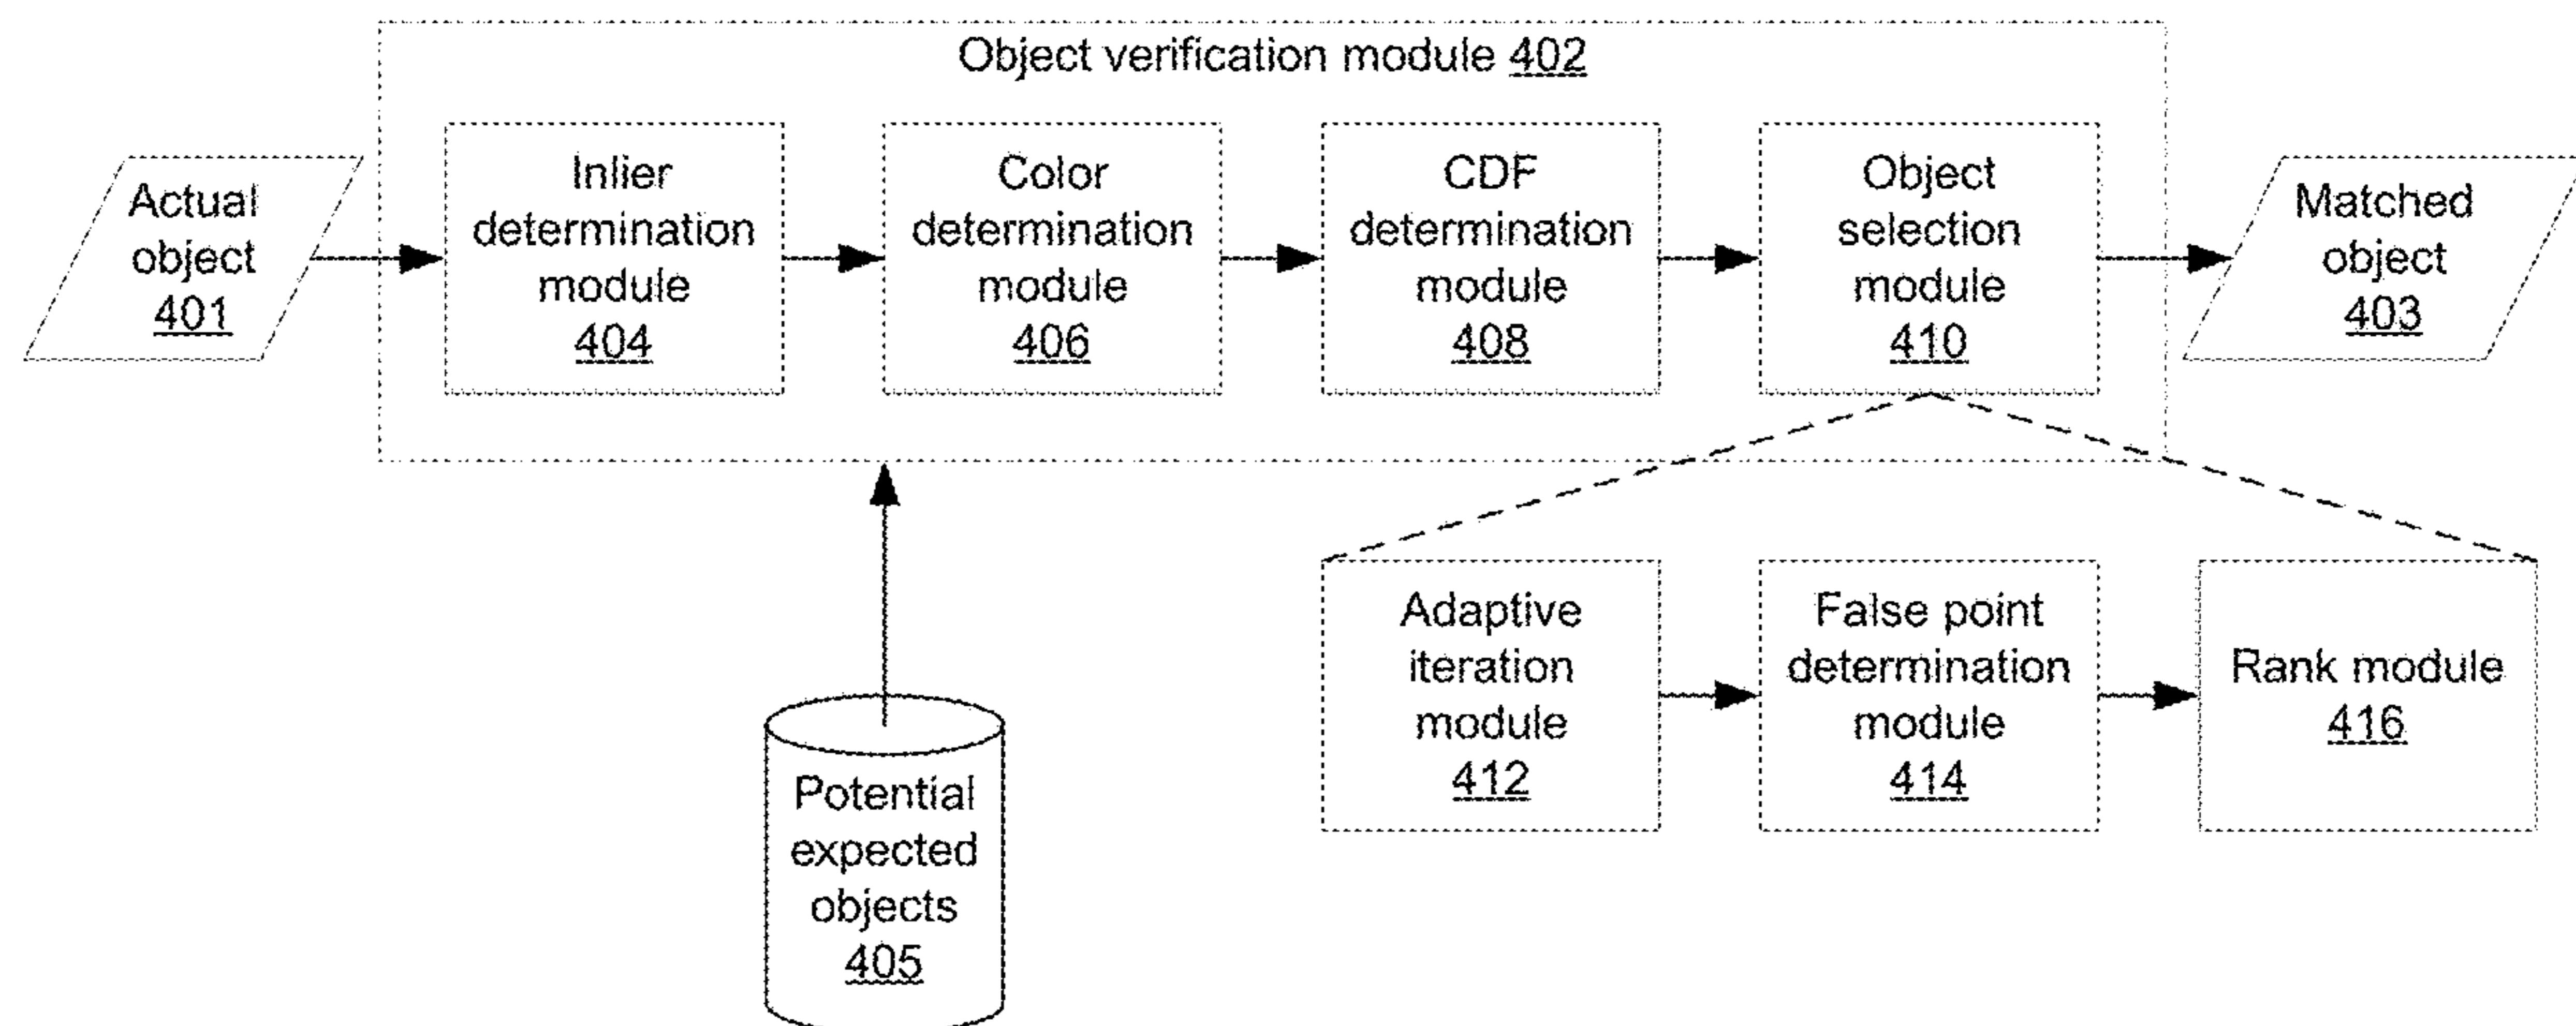 Object verification module 402
Actual
object
401
Inlier
determination
module
404
Color
determination
module
406
CDF
determination
module
408
Object
selection
module
410
Matched
object
403
Potential
expected
objects
405
Adaptive
iteration
module
412
False point
determination
module
414
Rank module
416